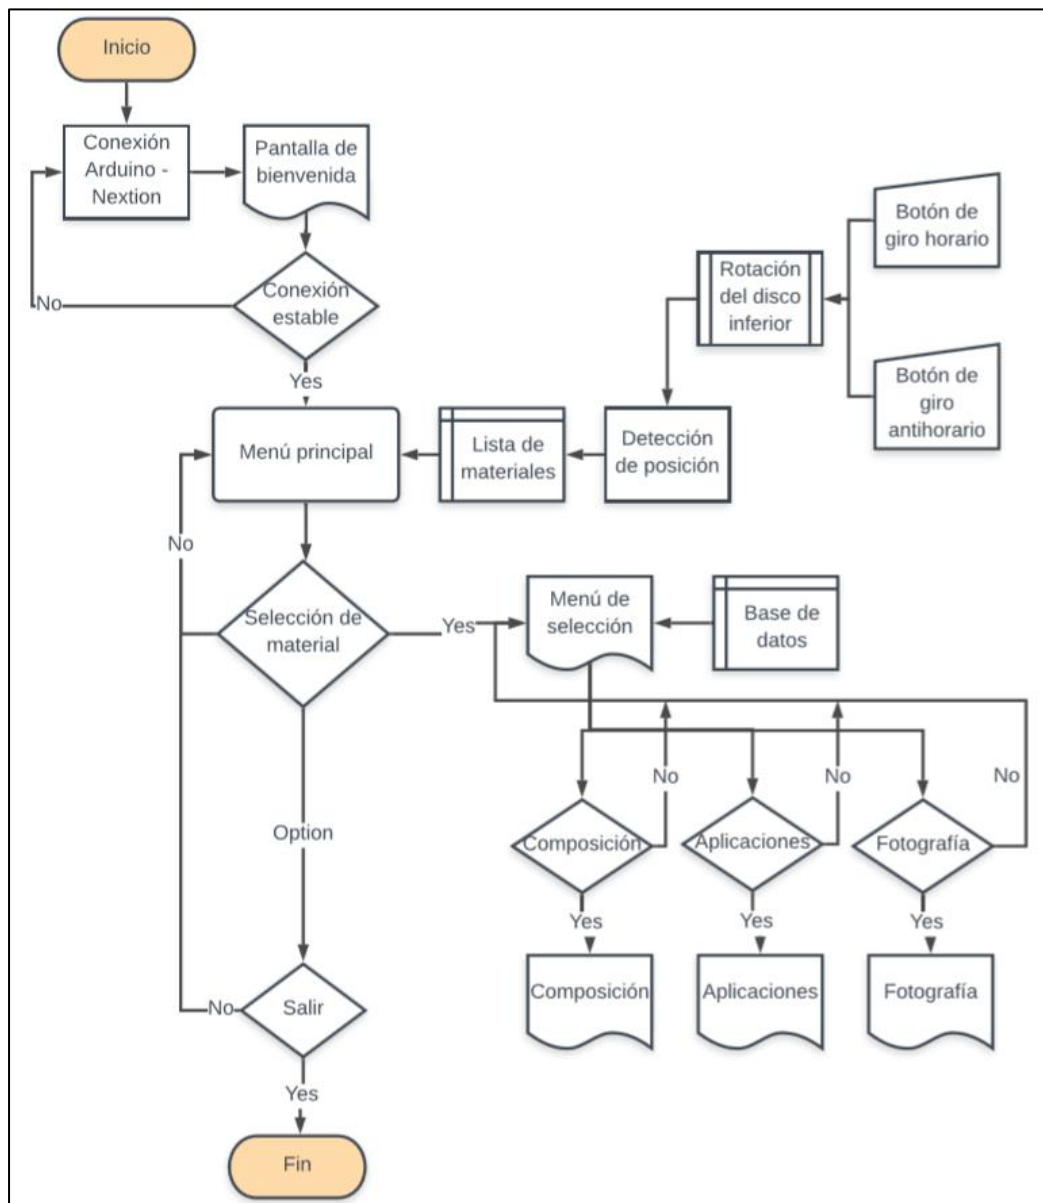 Inicio
Conexión
Arduino -
Nextion
Pantalla de
bienvenida
Conexión
estable
No
Yes
Botón de
giro horario
Rotación
del disco
inferior
Botón de
giro
antihorario
Menú principal
Lista de
materiales
Detección
de posición
No
Selección de
material
Yes
Menú de
selección
Base de
datos
No
No
No
Composición
Aplicaciones
Fotografía
Option
Yes
Yes
Yes
Composición
Aplicaciones
Fotografía
No
Salir
Yes
Fin